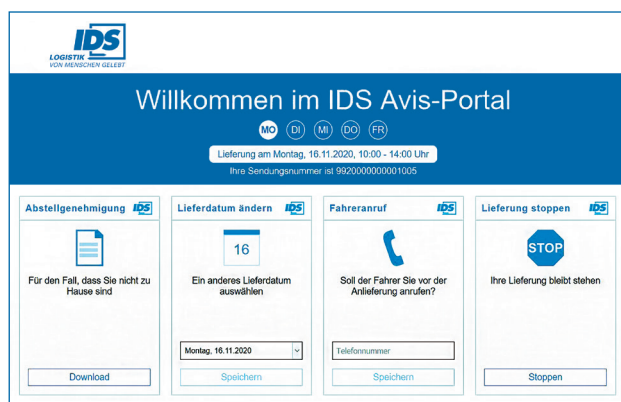 IDS
LOGISTIK
VON MENSCHEN GELEBT
Willkommen im IDS Avis-Portal
MO DI MI DO FR
Lieferung am Montag, 16.11.2020, 10:00 - 14:00 Uhr
Ihre Sendungsnummer ist 9920000000001005
Abstellgenehmigung IDS
Für den Fall, dass Sie nicht zu
Hause sind
Download
Lieferdatum ändern IDS
16
Ein anderes Lieferdatum
auswählen
Montag, 16.11.2020
Speichern
Fahreranruf IDS
Soll der Fahrer Sie vor der
Anlieferung anrufen?
Telefonnummer
Speichern
Lieferung stoppen IDS
STOP
Ihre Lieferung bleibt stehen
Stoppen